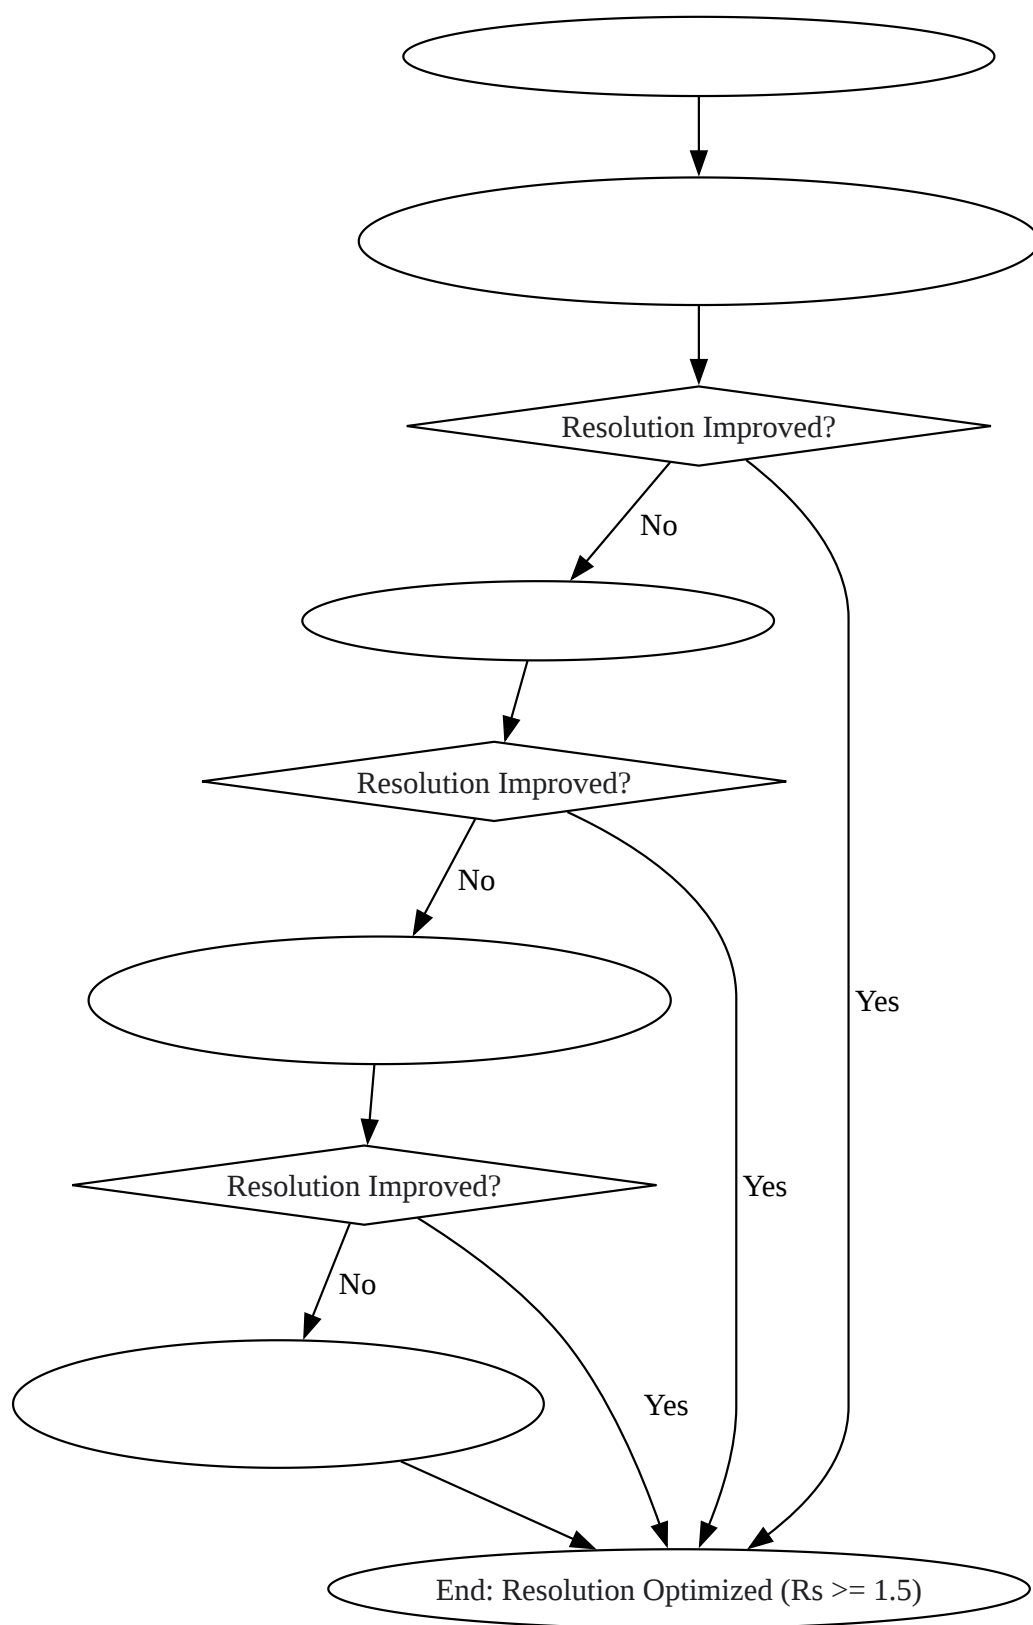 Resolution Improved?
No
Resolution Improved?
No
Yes
Resolution Improved?
Yes
No
Yes
End: Resolution Optimized (Rs >= 1.5)